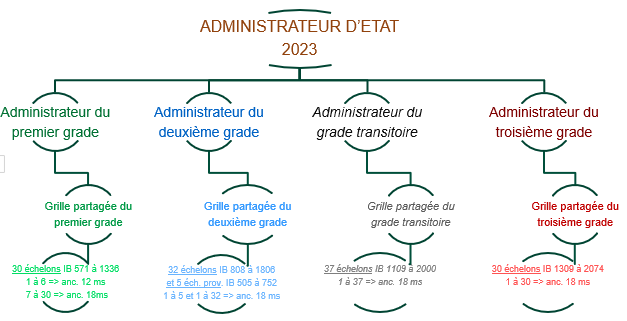 ADMINISTRATEUR D'ETAT
2023
Administrateur du
premier grade
Administrateur du
deuxième grade
Administrateur du
grade transitoire
Administrateur du
troisième grade
Grille partagée du
premier grade
Grille partagée du
deuxième grade
Grille partagée du
grade transitoire
Grille partagée du
troisième grade
30 échelons IB 571 à 1336
1 à 6 => anc. 12 ms
7 à 30 => anc. 18ms
32 échelons IB 808 à 1806
et 5 éch. prov. IB 505 à 752
1 à 5 et 1 à 32 => anc. 18 ms
37 échelons IB 1109 à 2000
1 à 37 => anc. 18 ms
30 échelons IB 1309 à 2074
1 à 30 => anc. 18 ms